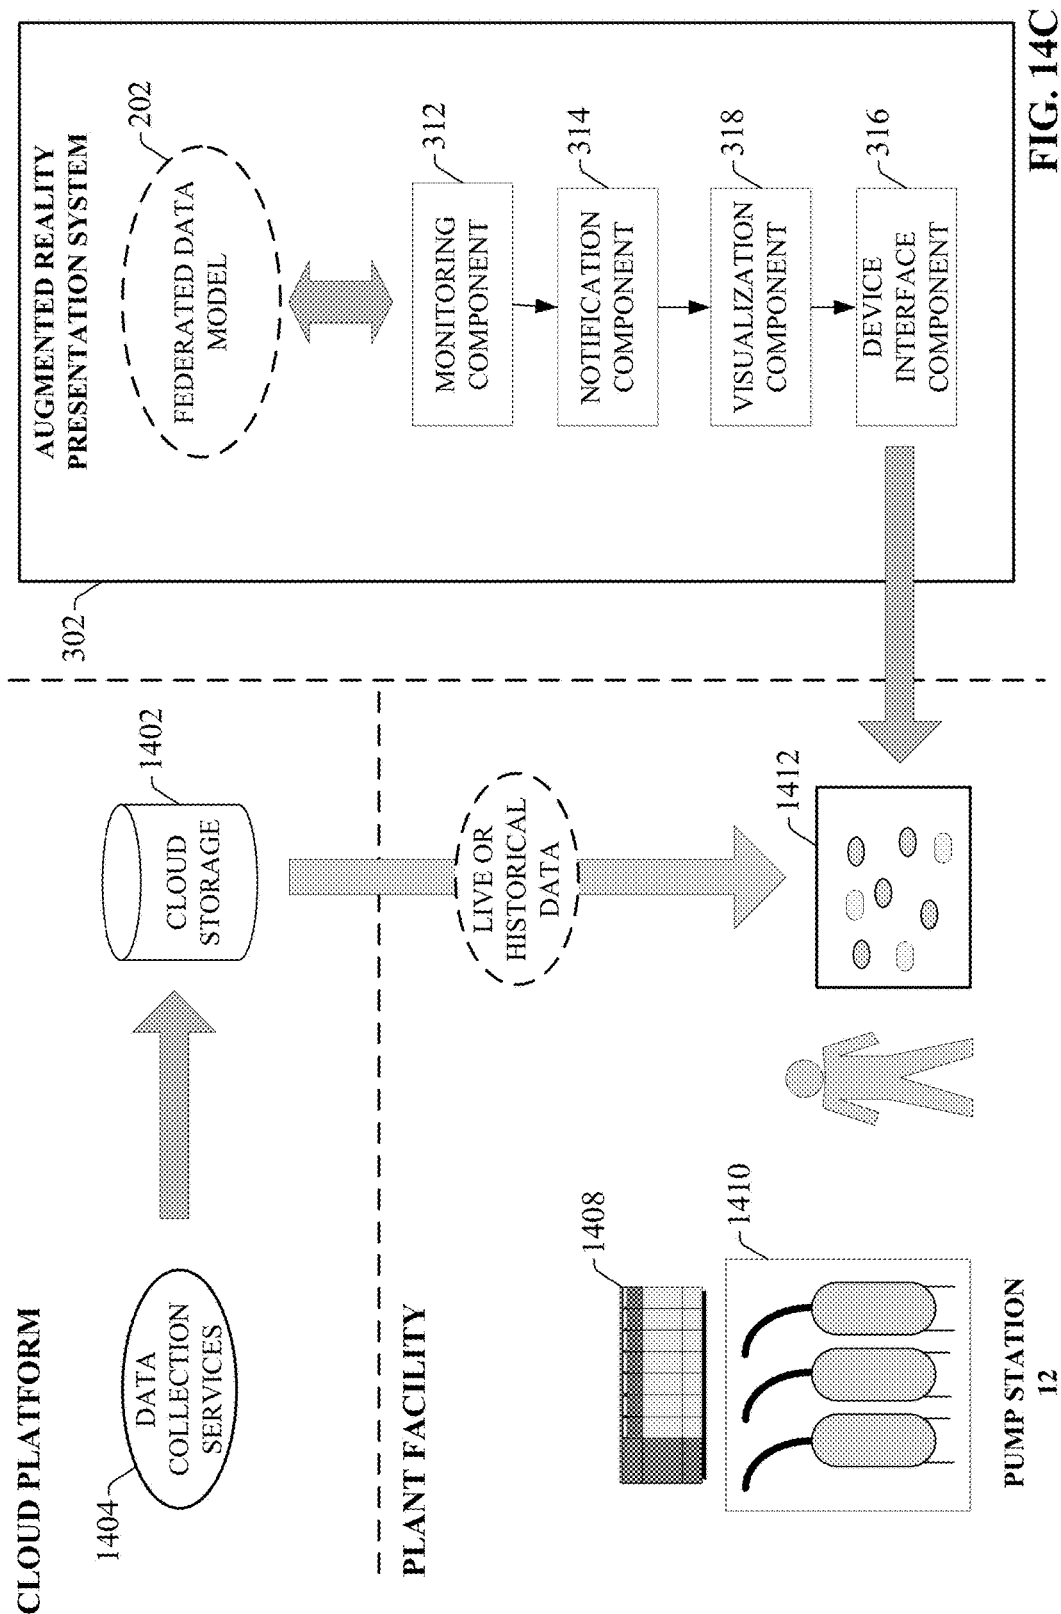 CLOUD PLATFORM
1404
DATA
COLLECTION
SERVICES
1402
CLOUD
STORAGE
PLANT FACILITY
LIVE OR
HISTORICAL
DATA
1408
1410
1412
PUMP STATION
12
302
AUGMENTED REALITY
PRESENTATION SYSTEM
202
FEDERATED DATA
MODEL
312
MONITORING
COMPONENT
314
NOTIFICATION
COMPONENT
318
VISUALIZATION
COMPONENT
316
DEVICE
INTERFACE
COMPONENT
FIG. 14C